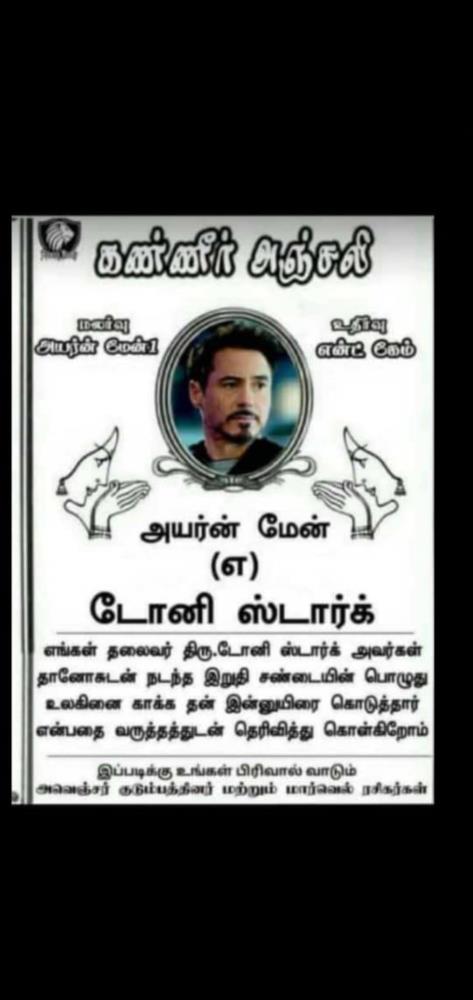 கண்ணீர் அஞ்சலி
மலர்வு
அயர்ன் மேன்1
உதிர்வு
என்ட் கேம்
அயர்ன் மேன்
(எ)
டோனி ஸ்டார்க்
எங்கள் தலைவர் திரு.டோனி ஸ்டார்க் அவர்கள்
தானோசுடன் நடந்த இறுதி சண்டையின் பொழுது
உலகினை காக்க தன் இன்னுயிரை கொடுத்தார்
என்பதை வருத்தத்துடன் தெரிவித்து கொள்கிறோம்
இப்படிக்கு உங்கள் பிரிவால் வாடும்
அவெஞ்சர் குடும்பத்தினர் மற்றும் மார்வெல் ரசிகர்கள்